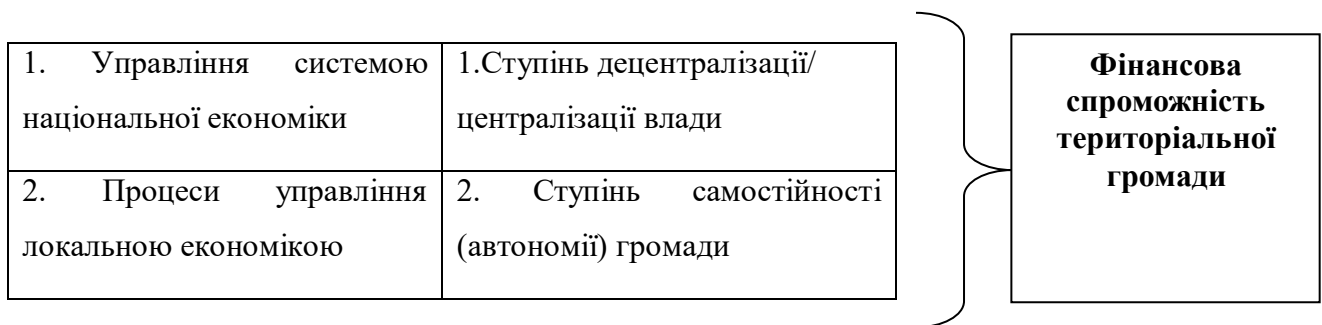 1. Управління системою
національної економіки
1.Ступінь децентралізації/
централізації влади
2. Процеси управління
локальною економікою
2. Ступінь самостійності
(автономії) громади
Фінансова
спроможність
територіальної
громади